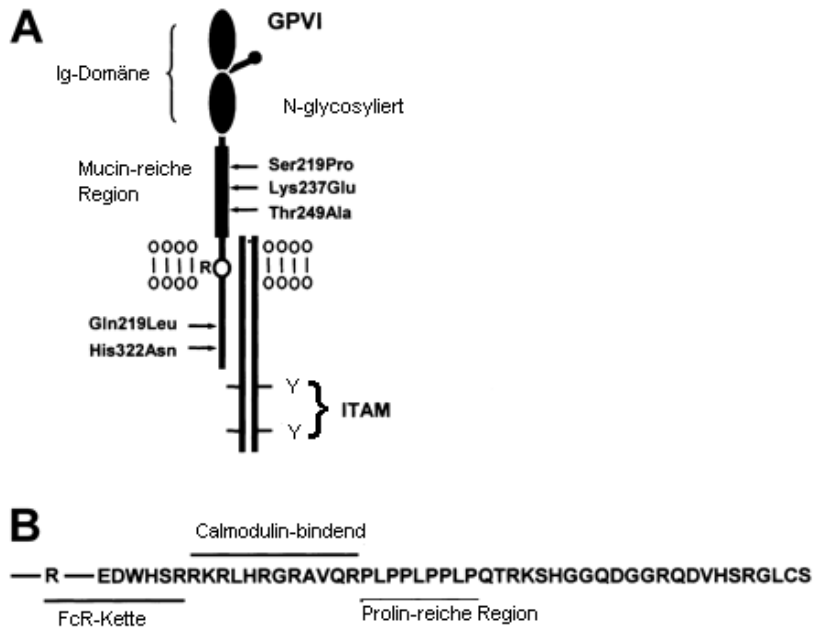 A
GPVI
Ig-Domäne
N-glycosyliert
Mucin-reiche
Region
Ser219Pro
Lys237Glu
Thr249Ala
R
Gln219Leu
His322Asn
Y
ITAM
Y
B
Calmodulin-bindend
R EDWHSRRKRLHRGRAVQRPLPPLPPLPQTRKSHGGQDGGRQDVHSRGLCS
FcR-Kette
Prolin-reiche Region